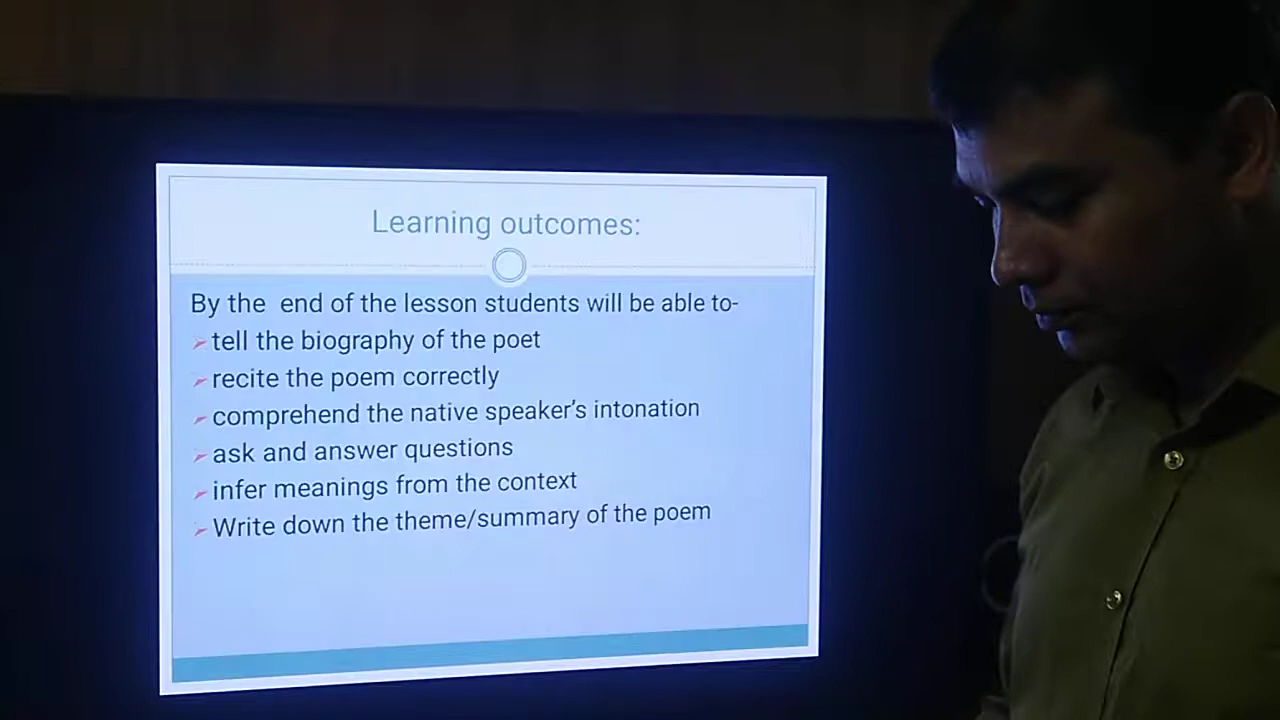 Learning outcomes:
By the end of the lesson students will be able to-
tell the biography of the poet
recite the poem correctly
comprehend the native speaker's intonation
ask and answer questions
infer meanings from the context
Write down the theme/summary of the poem